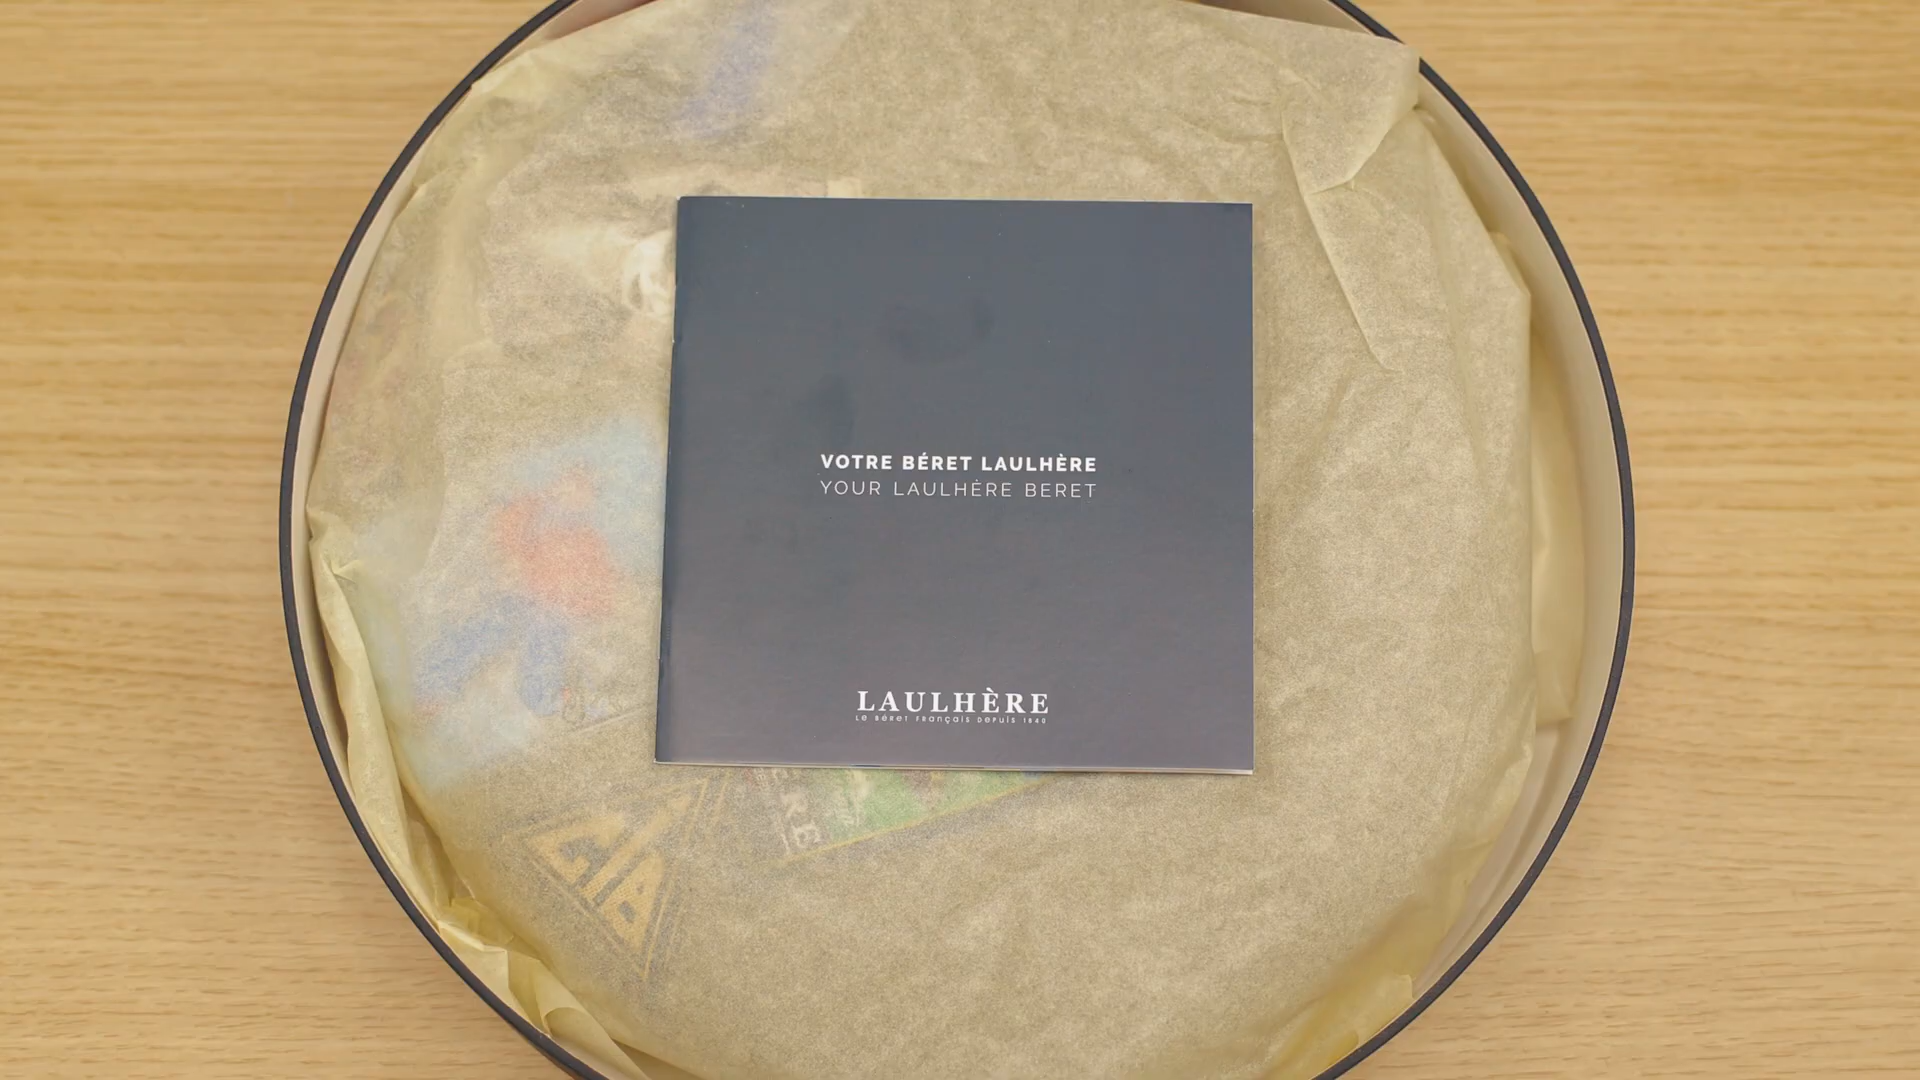 VOTRE BÉRET LAULHÈRE
YOUR LAULHÈRE BERET
LAULHÈRE
LE BÉRET FRANÇAIS DEPUIS 1840